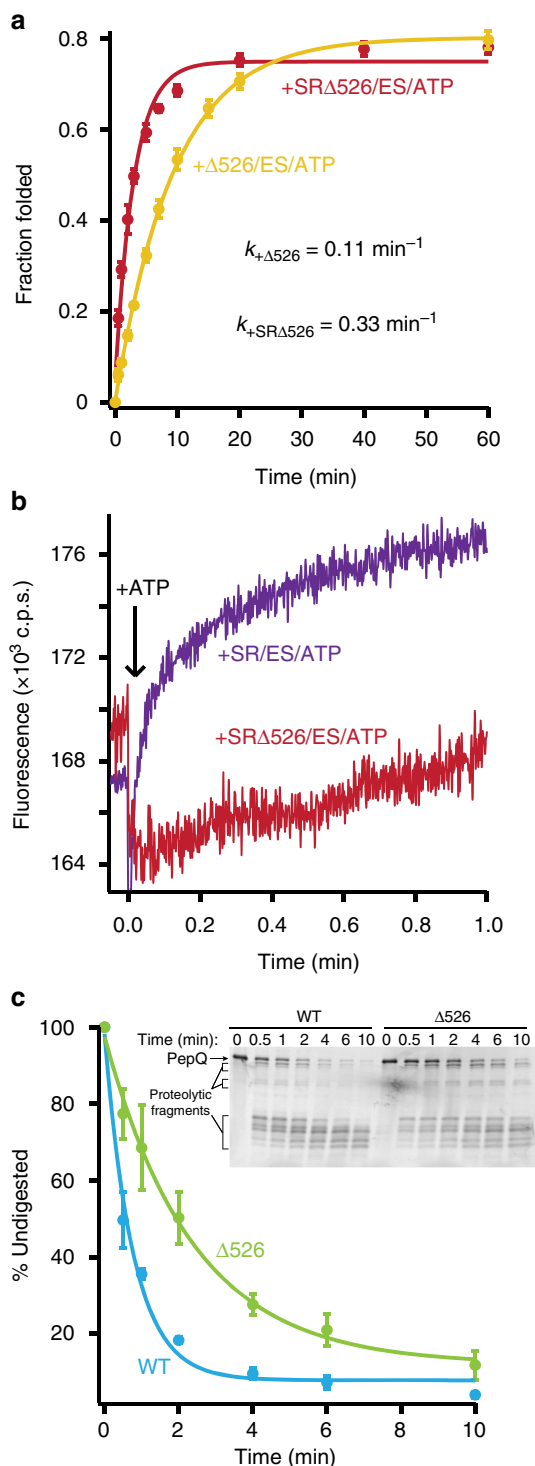 a
0.8
0.6
0.4
0.2
0
Fraction folded
+SRΔ526/ES/ATP
+Δ526/ES/ATP
k+Δ526 = 0.11 min–1
k+SRΔ526 = 0.33 min–1
0 10 20 30 40 50 60
Time (min)
b
176
172
168
164
Fluorescence (×10³ c.p.s.)
+ATP
+SR/ES/ATP
+SRΔ526/ES/ATP
0.0 0.2 0.4 0.6 0.8 1.0
Time (min)
c
100
80
60
40
20
% Undigested
WT Δ526
Time (min): 0 0.5 1 2 4 6 10 0 0.5 1 2 4 6 10
PepQ
Proteolytic
fragments
Δ526
WT
0 2 4 6 8 10
Time (min)